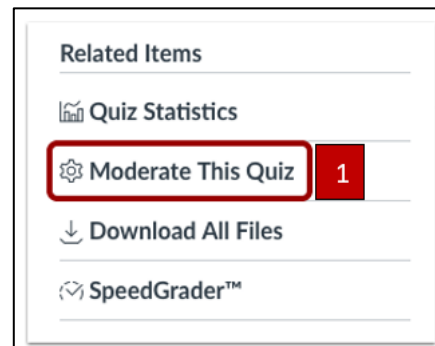 Related Items
Quiz Statistics
Moderate This Quiz 1
Download All Files
SpeedGrader™